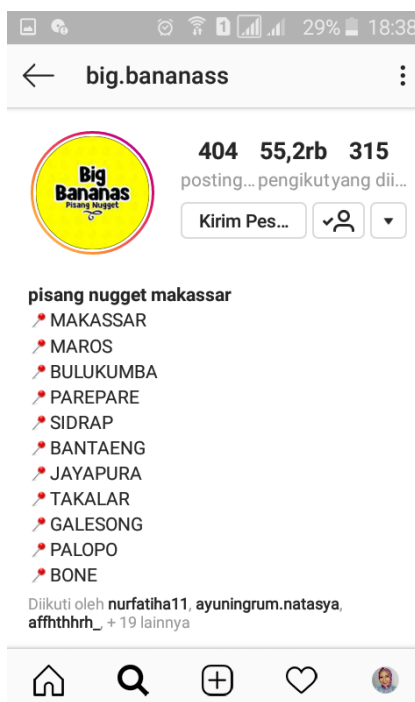 29% 18:38
big.bananass
Big
Bananas
Pisang Nugget
404 55,2rb 315
posting... pengikut yang dii...
Kirim Pes...
pisang nugget makassar
MAKASSAR
MAROS
BULUKUMBA
PAREPARE
SIDRAP
BANTAENG
JAYAPURA
TAKALAR
GALESONG
PALOPO
BONE
Diikuti oleh nurfatiha11, ayuningrum.natasya,
affhthhrh_, + 19 lainnya